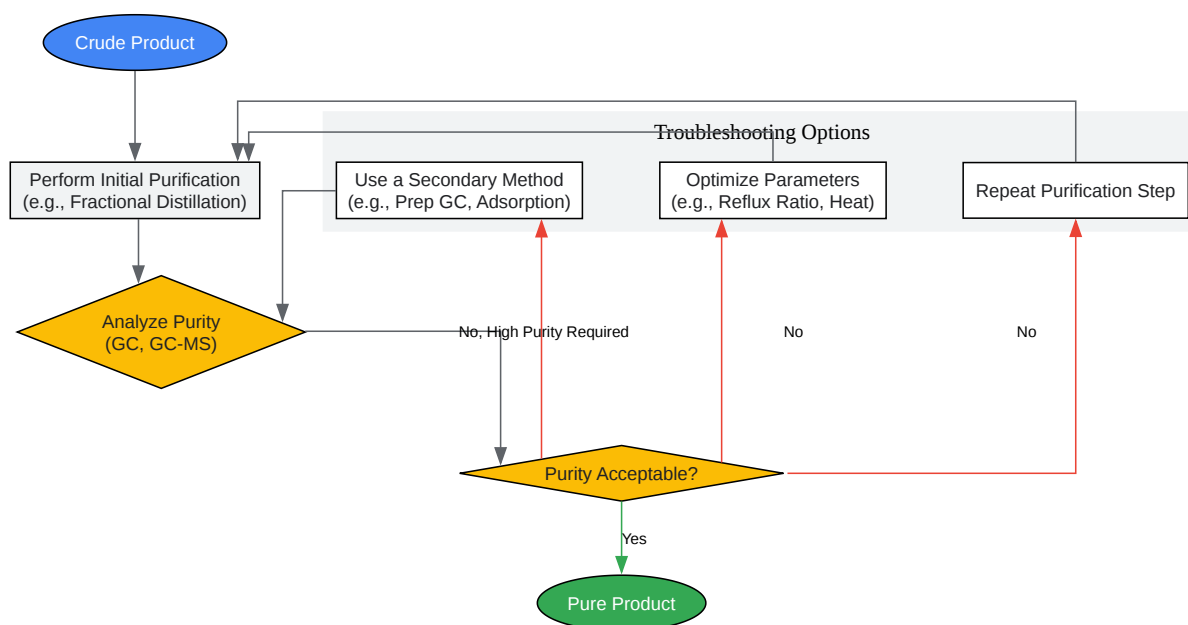 Crude Product
Troubleshooting Options
Perform Initial Purification
(e.g., Fractional Distillation)
Use a Secondary Method
(e.g., Prep GC, Adsorption)
Optimize Parameters
(e.g., Reflux Ratio, Heat)
Repeat Purification Step
Analyze Purity
(GC, GC-MS)
No, High Purity Required
No
No
Purity Acceptable?
Yes
Pure Product